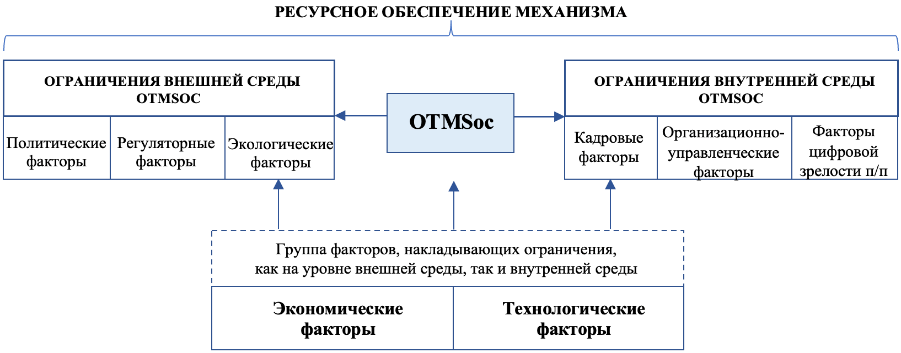 РЕСУРСНОЕ ОБЕСПЕЧЕНИЕ МЕХАНИЗМА
ОГРАНИЧЕНИЯ ВНЕШНЕЙ СРЕДЫ
OTMSOC
Политические
факторы
Регуляторные
факторы
Экологические
факторы
OTMSoc
ОГРАНИЧЕНИЯ ВНУТРЕННЕЙ СРЕДЫ
OTMSOC
Кадровые
факторы
Организационно-
управленческие
факторы
Факторы
цифровой
зрелости п/п
Группа факторов, накладывающих ограничения,
как на уровне внешней среды, так и внутренней среды
Экономические
факторы
Технологические
факторы